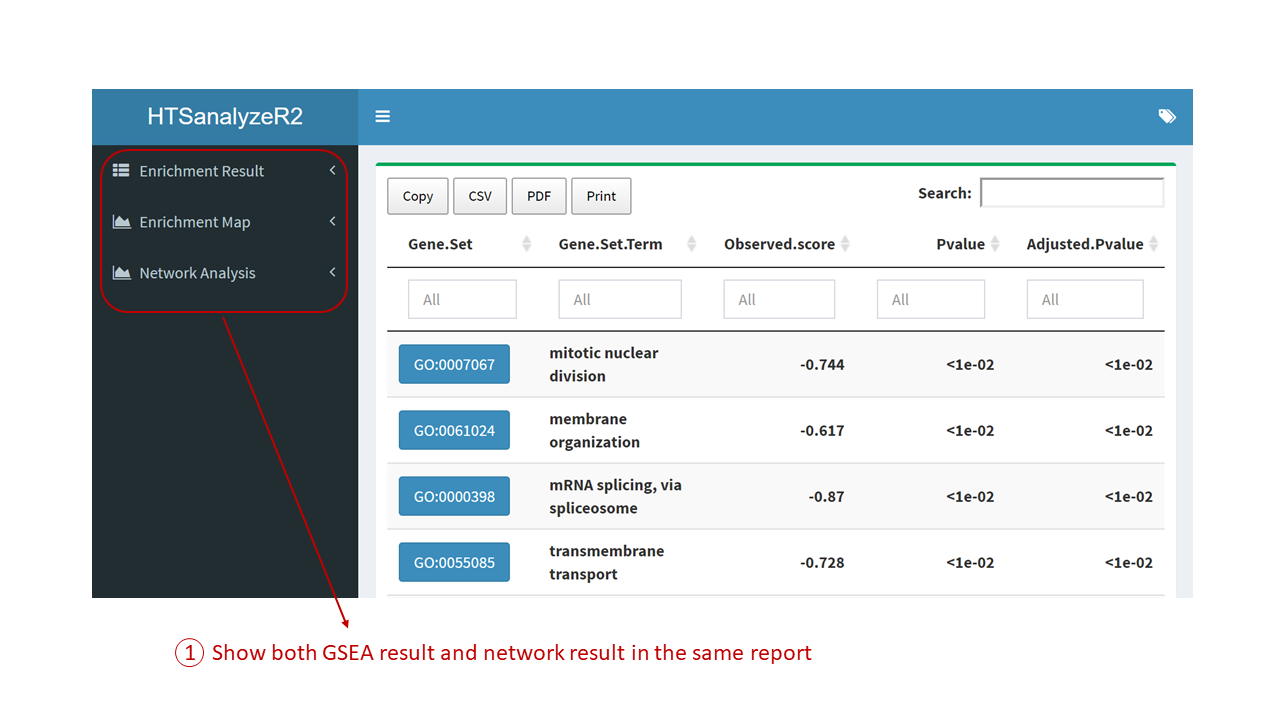 HTSanalyzeR2
Enrichment Result
Enrichment Map
Network Analysis
Copy CSV PDF Print Search:
Gene.Set Gene.Set.Term Observed.score Pvalue Adjusted.Pvalue
All All All All All
GO:0007067 mitotic nuclear division -0.744 <1e-02 <1e-02
GO:0061024 membrane organization -0.617 <1e-02 <1e-02
GO:0000398 mRNA splicing, via spliceosome -0.87 <1e-02 <1e-02
GO:0055085 transmembrane transport -0.728 <1e-02 <1e-02
① Show both GSEA result and network result in the same report